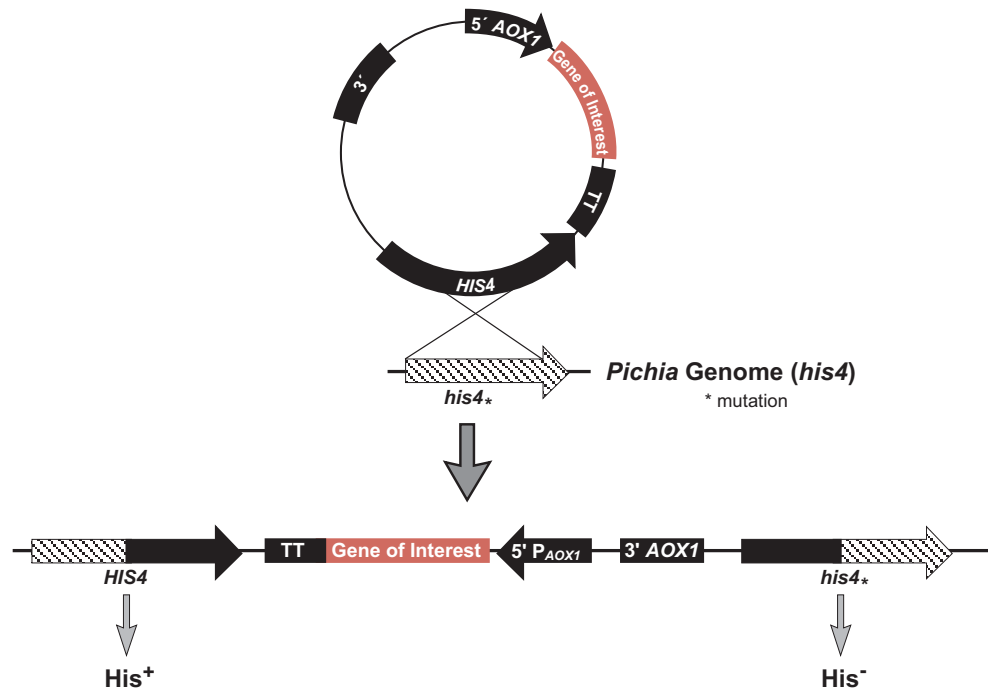 5´ AOX1
Gene of Interest
3´
TT
HIS4
his4*
Pichia Genome (his4)
* mutation
TT
Gene of Interest
5' PAOX1
3' AOX1
HIS4
his4*
His+
His-